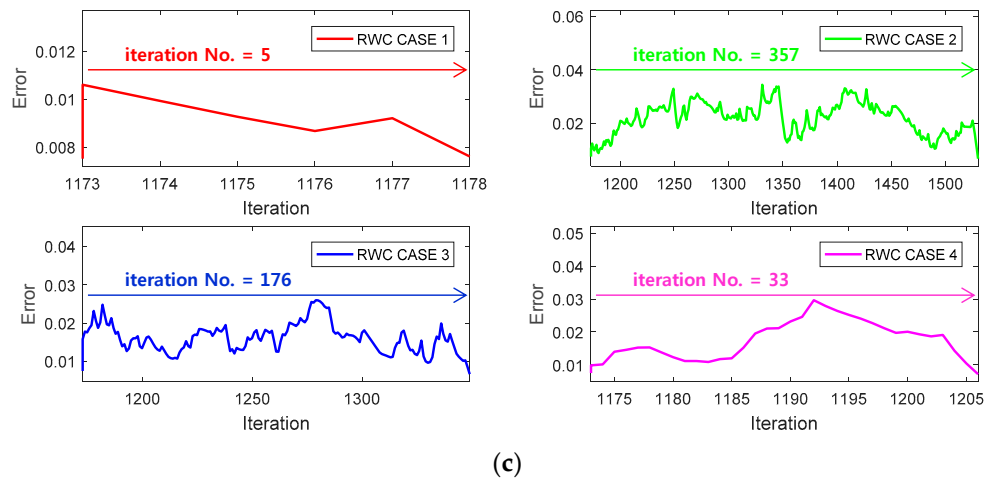 RWC CASE 1
iteration No. = 5
0.012
0.01
0.008
Error
1173 1174 1175 1176 1177 1178
Iteration
RWC CASE 2
iteration No. = 357
0.06
0.04
0.02
Error
1200 1250 1300 1350 1400 1450 1500
Iteration
RWC CASE 3
iteration No. = 176
0.04
0.03
0.02
0.01
Error
1200 1250 1300
Iteration
RWC CASE 4
iteration No. = 33
0.05
0.04
0.03
0.02
0.01
Error
1175 1180 1185 1191 1195 1200 1205
Iteration
(c)